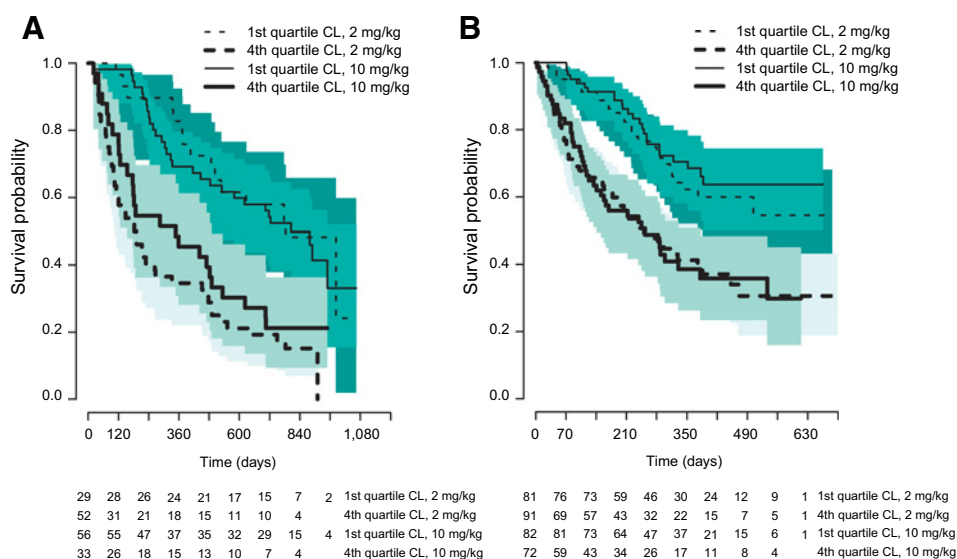 A
1st quartile CL, 2 mg/kg
4th quartile CL, 2 mg/kg
1st quartile CL, 10 mg/kg
4th quartile CL, 10 mg/kg
Survival probability
1.0
0.8
0.6
0.4
0.2
0.0
0 120 360 600 840 1,080
Time (days)
29 28 26 24 21 17 15 7 2 1st quartile CL, 2 mg/kg
52 31 21 18 15 11 10 4 4th quartile CL, 2 mg/kg
56 55 47 37 35 32 29 15 4 1st quartile CL, 10 mg/kg
33 26 18 15 13 10 7 4 4th quartile CL, 10 mg/kg
B
1st quartile CL, 2 mg/kg
4th quartile CL, 2 mg/kg
1st quartile CL, 10 mg/kg
4th quartile CL, 10 mg/kg
Survival probability
1.0
0.8
0.6
0.4
0.2
0.0
0 70 210 350 490 630
Time (days)
81 76 73 59 46 30 24 12 9 1 1st quartile CL, 2 mg/kg
91 69 57 43 32 22 15 7 5 1 4th quartile CL, 2 mg/kg
82 81 73 64 47 37 21 15 6 1 1st quartile CL, 10 mg/kg
72 59 43 34 26 17 11 8 4 4th quartile CL, 10 mg/kg